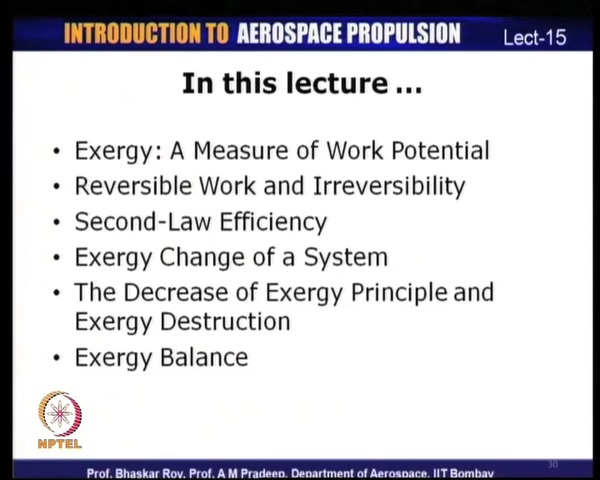 INTRODUCTION TO AEROSPACE PROPULSION Lect-15
In this lecture ...
• Exergy: A Measure of Work Potential
• Reversible Work and Irreversibility
• Second-Law Efficiency
• Exergy Change of a System
• The Decrease of Exergy Principle and
Exergy Destruction
• Exergy Balance
NPTEL
30
Prof. Bhaskar Roy, Prof. A M Pradeep, Department of Aerospace, IIT Bombay